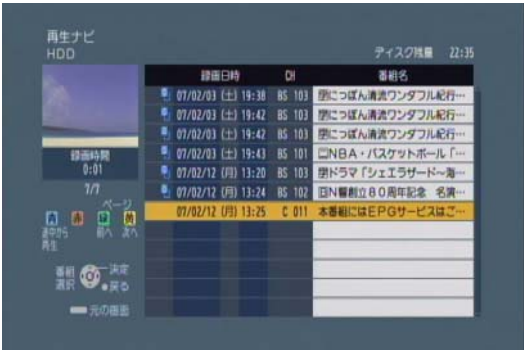 再生ナビ
HDD
ディスク残量 22:35
録画日時 CH 番組名
07/02/03 (土) 19:38 BS 103 にっぽん清流ワンダフル紀行…
07/02/03 (土) 19:42 BS 103 にっぽん清流ワンダフル紀行…
07/02/03 (土) 19:42 BS 103 にっぽん清流ワンダフル紀行…
07/02/03 (土) 19:43 BS 101 NBA・バスケットボール「…
07/02/12 (月) 13:20 BS 103 ドラマ「シェエラザード~海…
07/02/12 (月) 13:24 BS 102 N響創立80周年記念 名演…
07/02/12 (月) 13:25 C 011 本番組にはEPGサービスはご…
録画時間
0:01
7/7
ページ
青 赤 緑 黄
途中から再生 前へ 次へ
番組選択 決定
戻る
元の画面